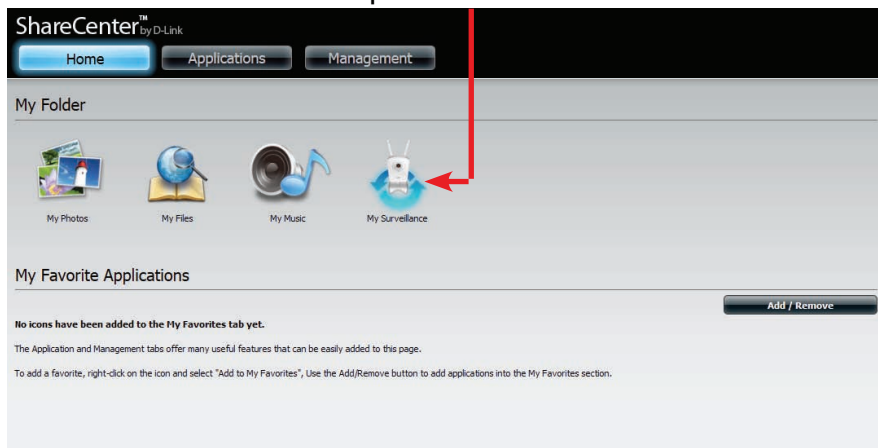 ShareCenter™ by D-Link
Home Applications Management
My Folder
My Photos My Files My Music My Surveillance
My Favorite Applications
Add / Remove
No icons have been added to the My Favorites tab yet.
The Application and Management tabs offer many useful features that can be easily added to this page.
To add a favorite, right-click on the icon and select "Add to My Favorites", Use the Add/Remove button to add applications into the My Favorites section.